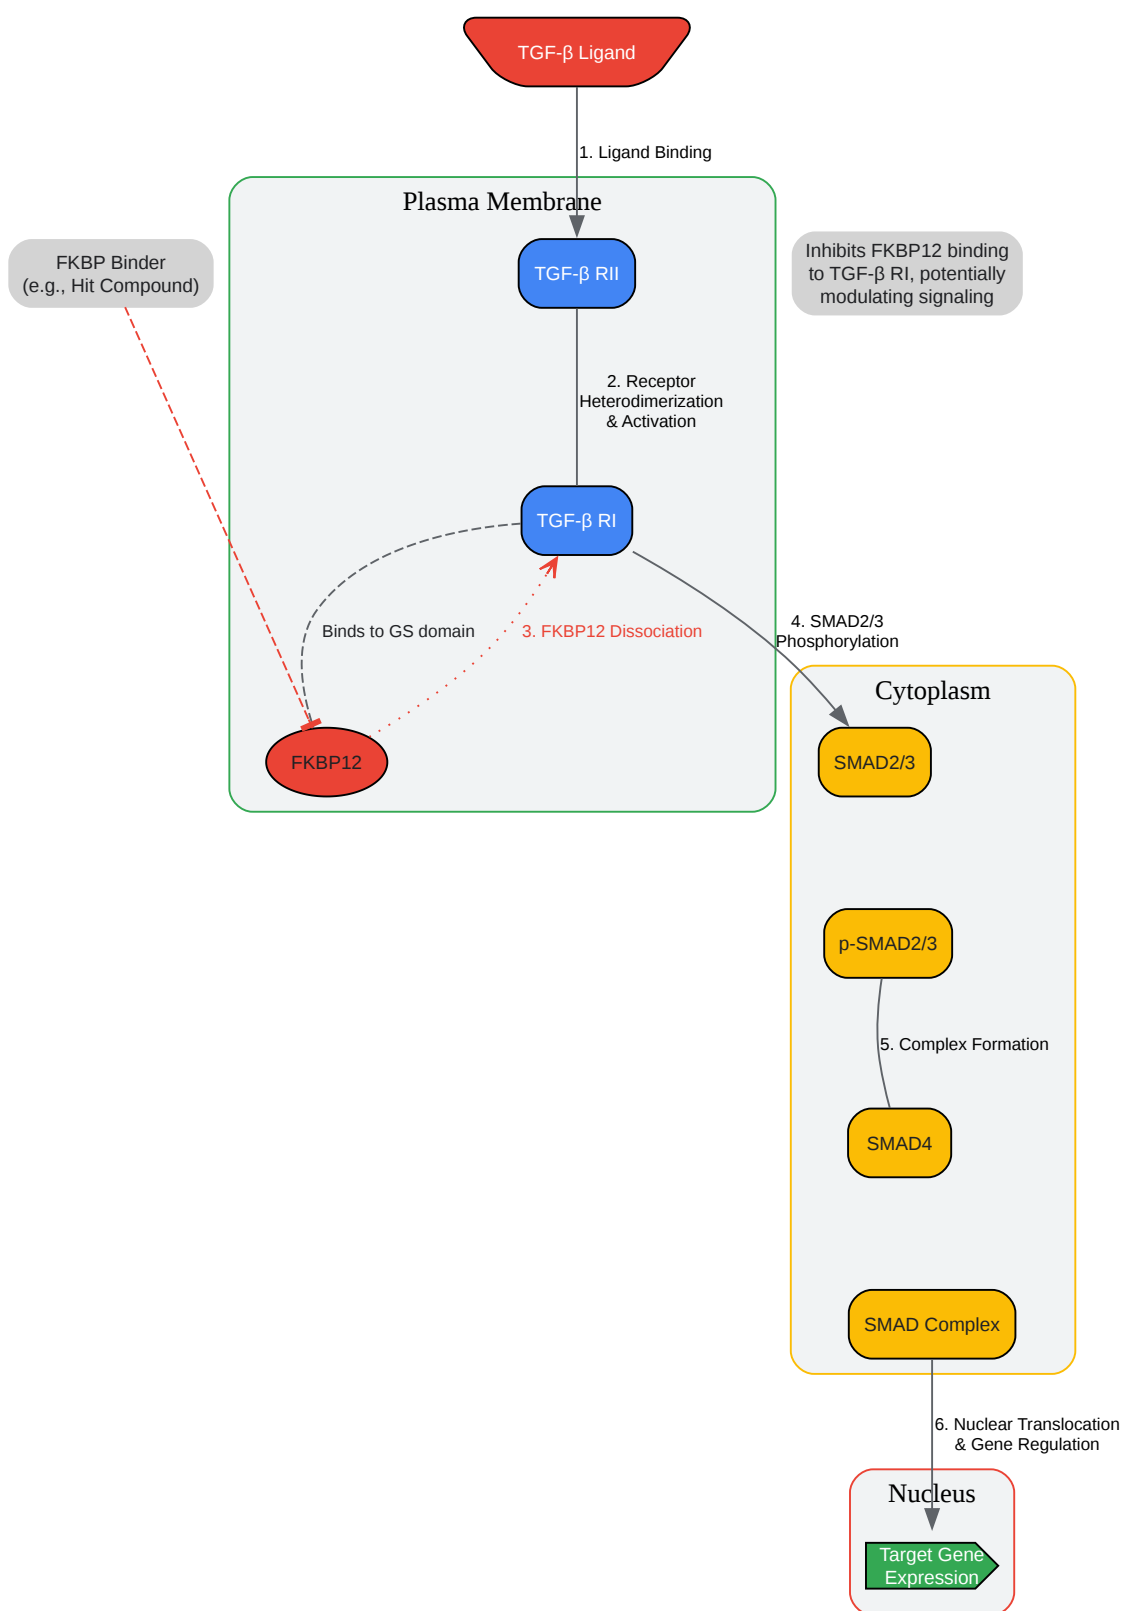 TGF-β Ligand
1. Ligand Binding
Plasma Membrane
FKBP Binder
(e.g., Hit Compound)
TGF-β RII
Inhibits FKBP12 binding
to TGF-β RI, potentially
modulating signaling
2. Receptor
Heterodimerization
& Activation
TGF-β RI
Binds to GS domain
3. FKBP12 Dissociation
4. SMAD2/3
Phosphorylation
Cytoplasm
FKBP12
SMAD2/3
p-SMAD2/3
5. Complex Formation
SMAD4
SMAD Complex
6. Nuclear Translocation
& Gene Regulation
Nucleus
Target Gene
Expression